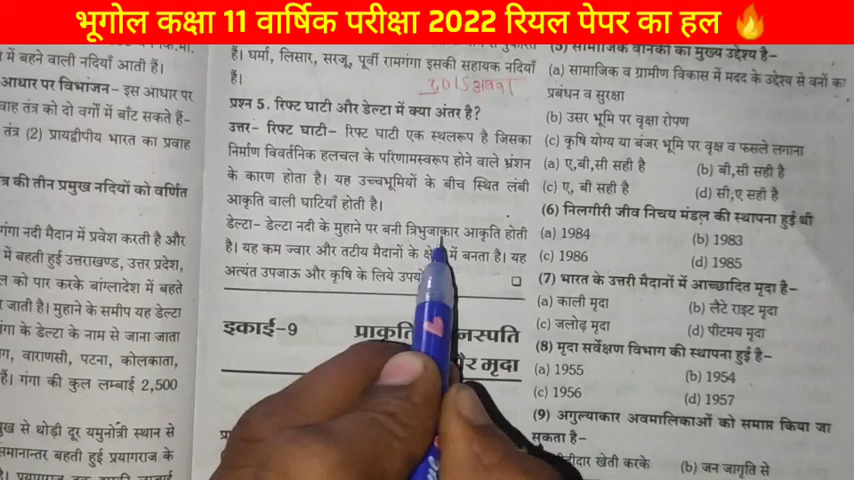 भूगोल कक्षा 11 वार्षिक परीक्षा 2022 रियल पेपर का हल 🔥
में बहने वाली नदियाँ आती हैं।
आधार पर विभाजन– इस आधार पर
वाह तंत्र को दो वर्गों में बाँट सकते हैं–
तंत्र (2) प्रायद्वीपीय भारत का प्रवाह
त्र की तीन प्रमुख नदियों को वर्णित
गंगा नदी मैदान में प्रवेश करती है और
में बहती हुई उत्तराखण्ड, उत्तर प्रदेश,
ल को पार करके बांग्लादेश में बहते
जाती है। मुहाने के समीप यह डेल्टा
गंगा के डेल्टा के नाम से जाना जाता
ग, वाराणसी, पटना, कोलकाता,
हैं। गंगा की कुल लम्बाई 2,500
मुख से थोड़ी दूर यमुनोत्री स्थान से
समानान्तर बहती हुई प्रयागराज के
हैं। धर्मा, लिसार, सरजू, पूर्वी रामगंगा इसकी सहायक नदियाँ
हैं।
प्रश्न 5. रिफ्ट घाटी और डेल्टा में क्या अंतर है?
उत्तर– रिफ्ट घाटी– रिफ्ट घाटी एक स्थलरूप है जिसका
निर्माण विवर्तनिक हलचल के परिणामस्वरूप होने वाले भ्रंशन
के कारण होता है। यह उच्चभूमियों के बीच स्थित लंबी
आकृति वाली घाटियाँ होती है।
डेल्टा– डेल्टा नदी के मुहाने पर बनी त्रिभुजाकार आकृति होती
है। यह कम ज्वार और तटीय मैदानों के में बनता है। यह
अत्यंत उपजाऊ और कृषि के लिये
इकाई-9
मृदा
(5) सामाजिक वानिकी का मुख्य उद्देश्य है–
(a) सामाजिक व ग्रामीण विकास में मदद के उद्देश्य से वनों का
प्रबंधन व सुरक्षा
(b) उसर भूमि पर वृक्षा रोपण
(c) कृषि योग्य या बंजर भूमि पर वृक्ष व फसले लगाना
(a) ए,बी,सी सही है (b) बी,सी सही है
(c) ए, बी सही है (d) सी,ए सही है
(6) निलगीरी जीव निचय मंडल की स्थापना हुई थी
(a) 1984 (b) 1983
(c) 1986 (d) 1985
(7) भारत के उत्तरी मैदानों में आच्छादित मृदा है–
(a) काली मृदा (b) लैटे राइट मृदा
(c) जलोढ़ मृदा (d) पीटमय मृदा
(8) मृदा सर्वेक्षण विभाग की स्थापना हुई है–
(a) 1955 (b) 1954
(c) 1956 (d) 1957
(9) अगुल्याकार अवमालिकाओं को समाप्त किया जा
सकता है–
खेती करके (b) जन जागृति से